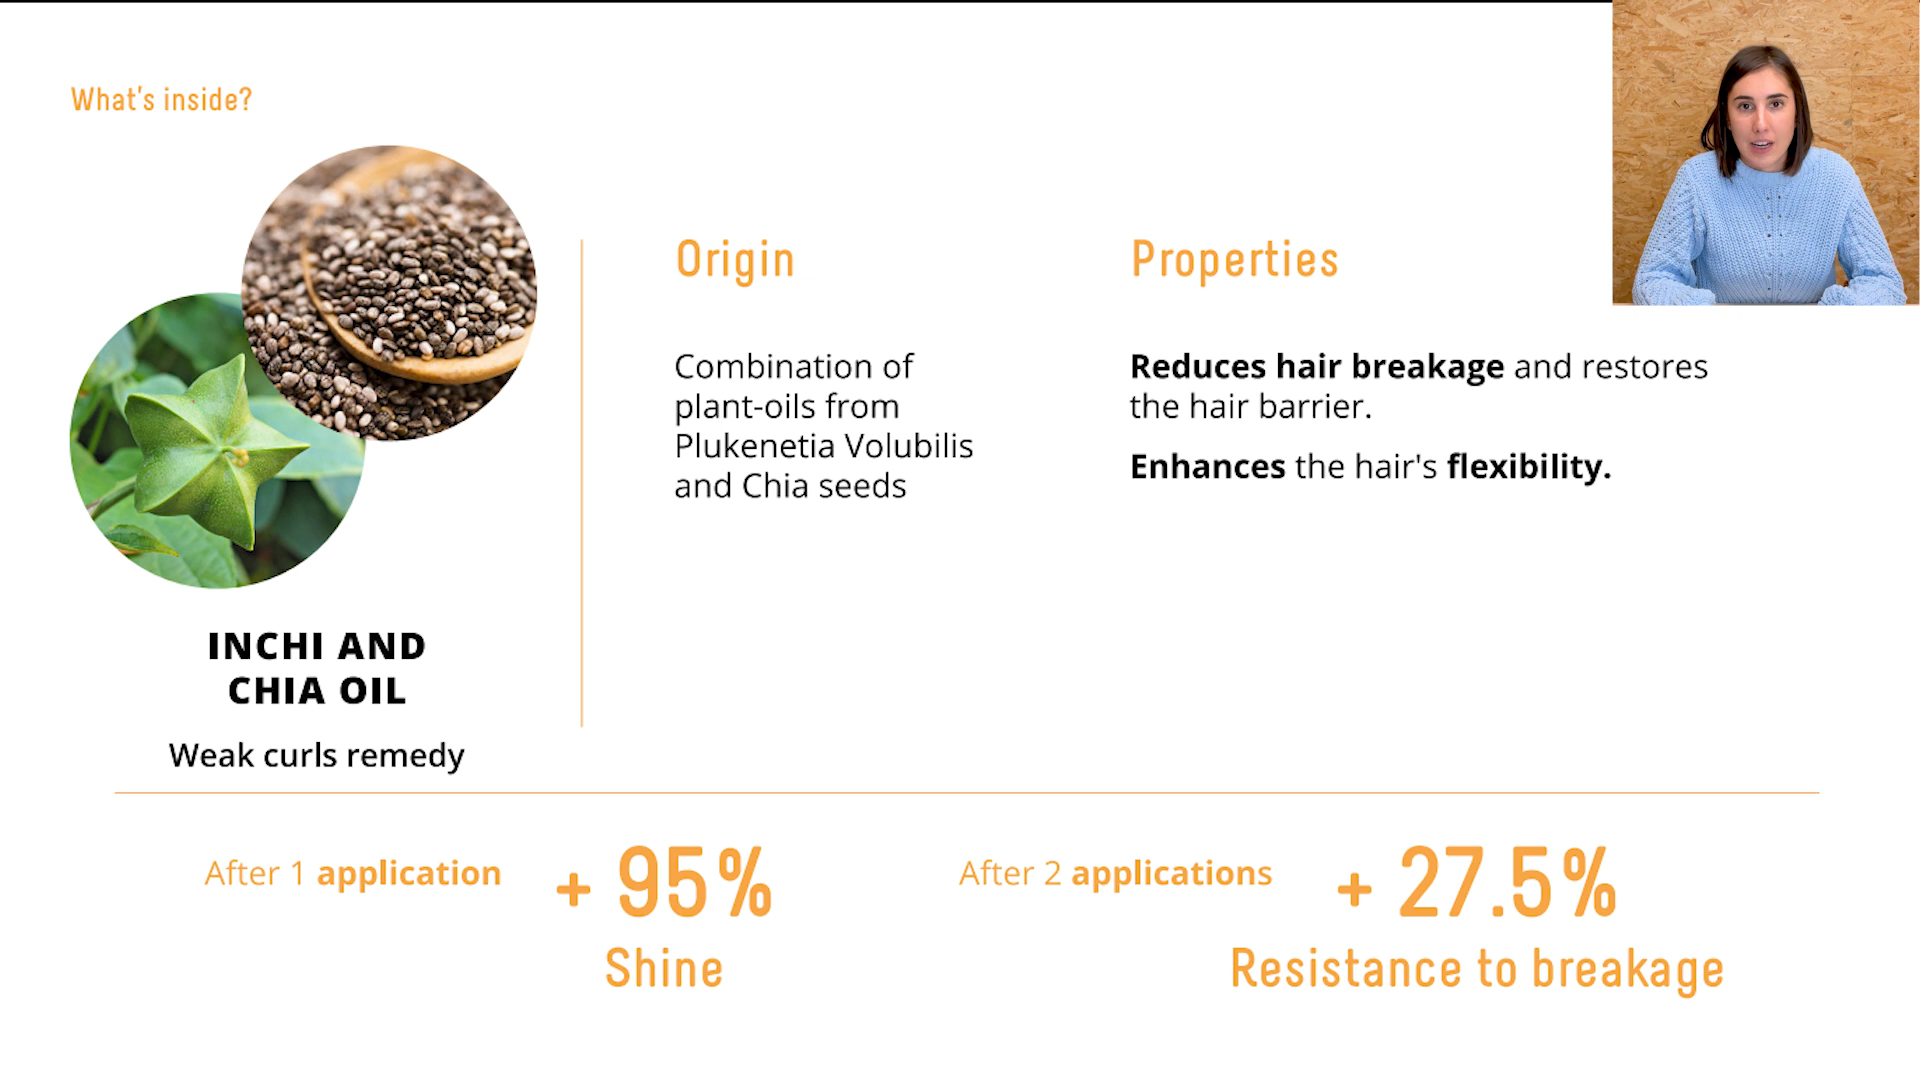 What's inside?
INCHI AND
CHIA OIL
Weak curls remedy
Origin
Combination of
plant-oils from
Plukenetia Volubilis
and Chia seeds
Properties
Reduces hair breakage and restores
the hair barrier.
Enhances the hair's flexibility.
After 1 application
+ 95%
Shine
After 2 applications
+ 27.5%
Resistance to breakage